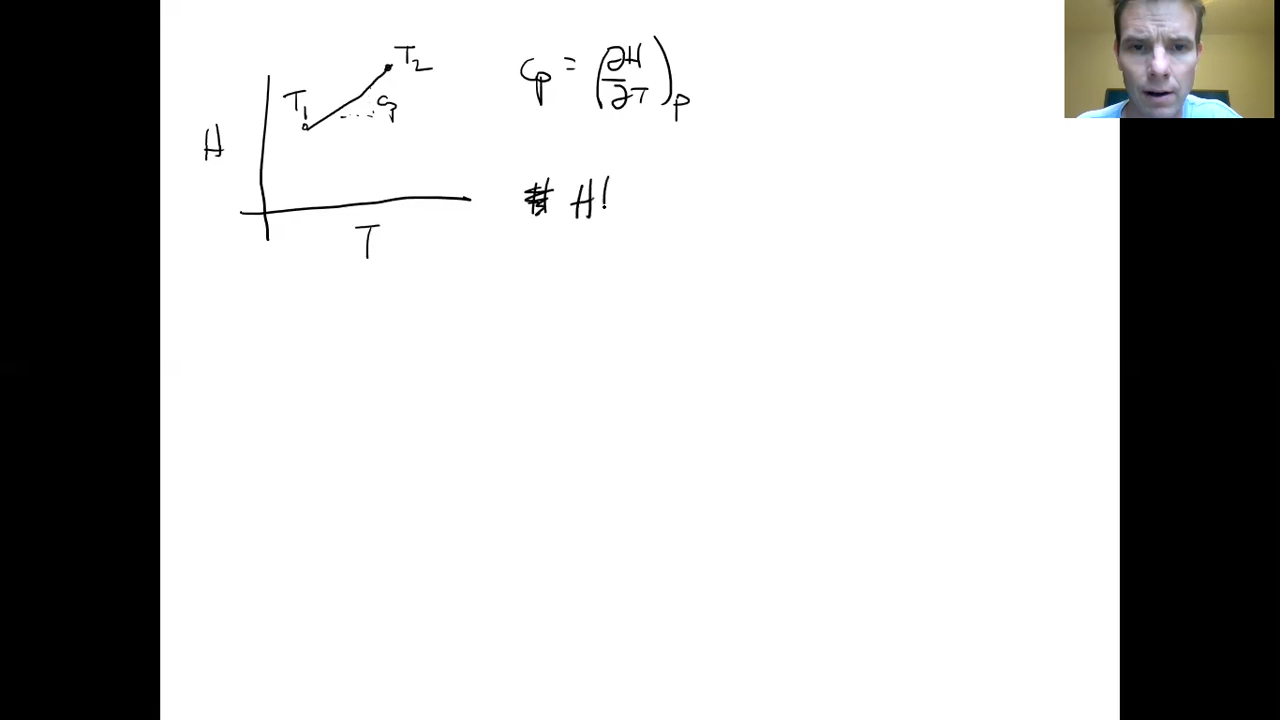 T₂
T₁
Cp
H
T
Cp = (∂H/∂T)p
H!